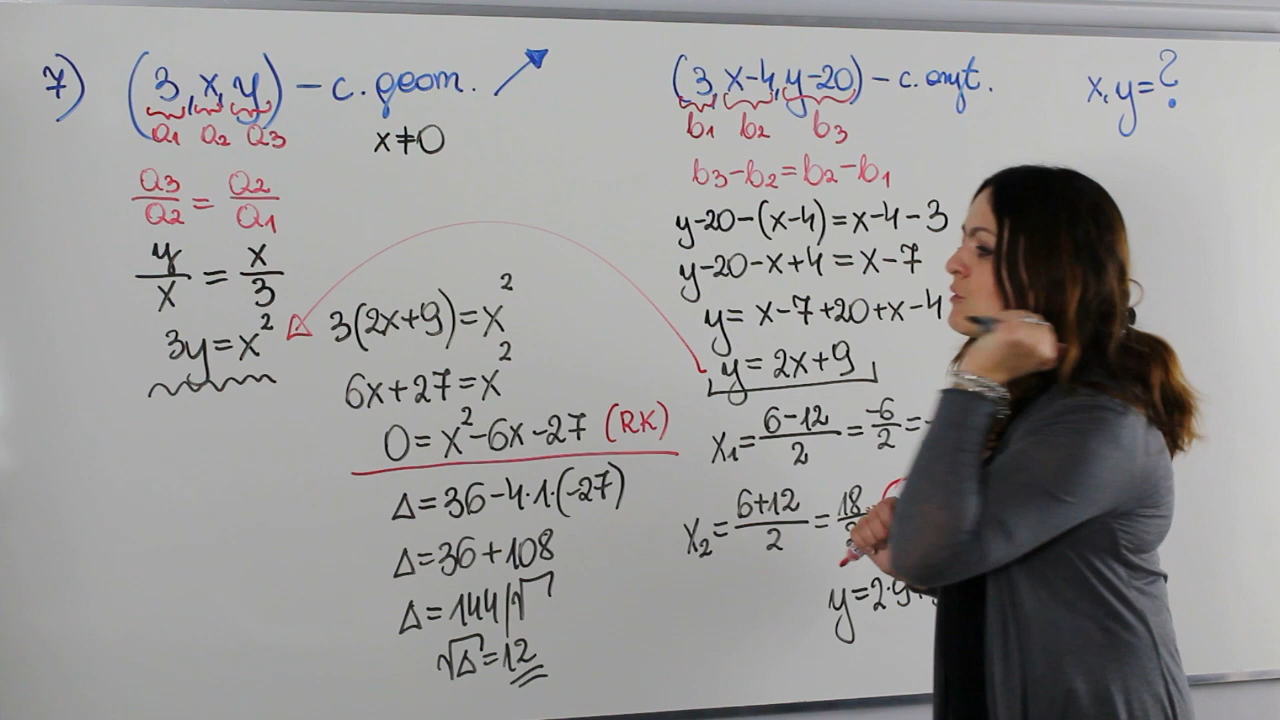 7) (3, x, y) – c. geom. ↗
a₁ a₂ a₃
x≠0
a₃/a₂ = a₂/a₁
y/x = x/3
3y=x²
3(2x+9)=x²
6x+27=x²
0=x²-6x-27 (RK)
Δ=36-4·1·(-27)
Δ=36+108
Δ=144/√
√Δ=12
(3, x-4, y-20) – c. aryt.
b₁ b₂ b₃
b₃-b₂=b₂-b₁
y-20-(x-4)=x-4-3
y-20-x+4=x-7
y=x-7+20+x-4
y=2x+9
x₁=6-12/2=-6/2=-
x₂=6+12/2=18/2
y=2·9+
x, y=?